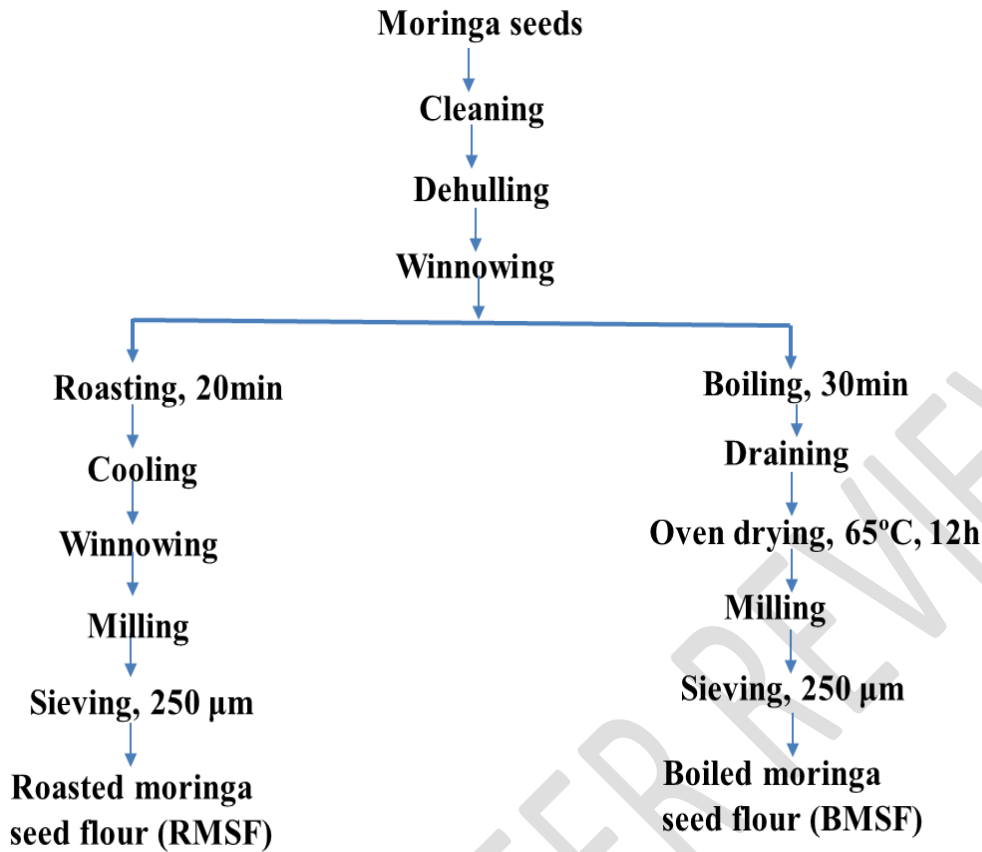 Moringa seeds
Cleaning
Dehulling
Winnowing
Roasting, 20min
Cooling
Winnowing
Milling
Sieving, 250 µm
Roasted moringa
seed flour (RMSF)
Boiling, 30min
Draining
Oven drying, 65ºC, 12h
Milling
Sieving, 250 µm
Boiled moringa
seed flour (BMSF)